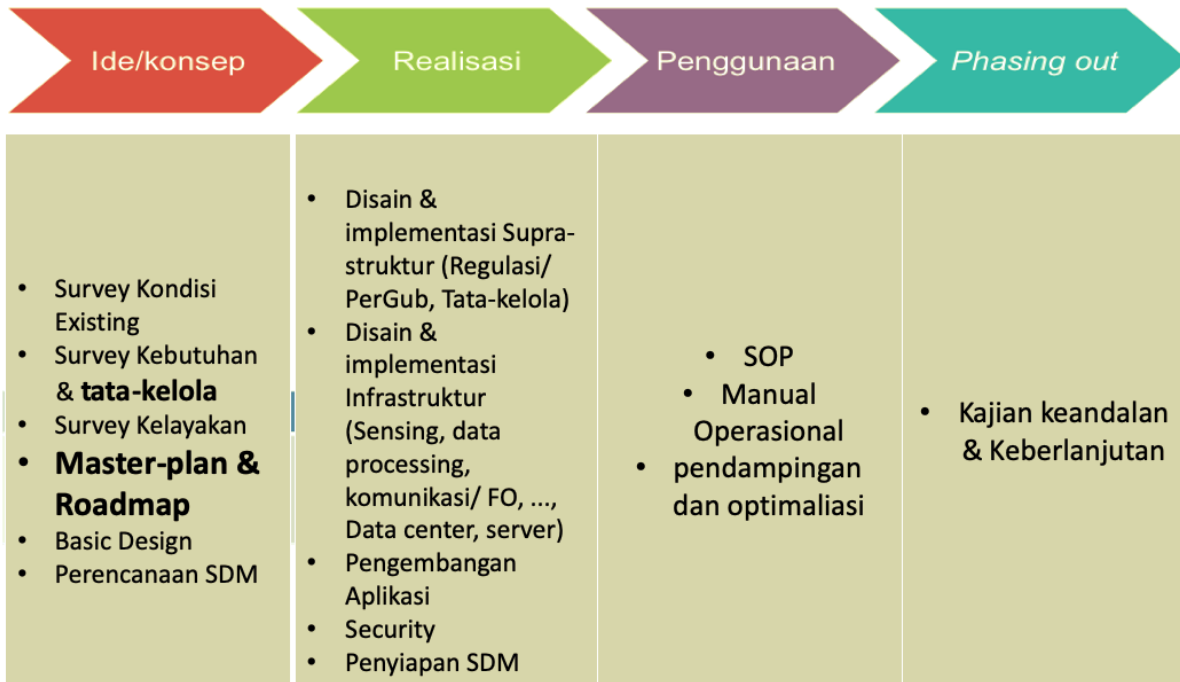 Ide/konsep
Realisasi
Penggunaan
Phasing out
• Survey Kondisi
Existing
• Survey Kebutuhan
& tata-kelola
• Survey Kelayakan
• Master-plan &
Roadmap
• Basic Design
• Perencanaan SDM
• Disain &
implementasi Supra-
struktur (Regulasi/
PerGub, Tata-kelola)
• Disain &
implementasi
Infrastruktur
(Sensing, data
processing,
komunikasi/ FO, ...,
Data center, server)
• Pengembangan
Aplikasi
• Security
• Penyiapan SDM
• SOP
• Manual
Operasional
• pendampingan
dan optimaliasi
• Kajian keandalan
& Keberlanjutan